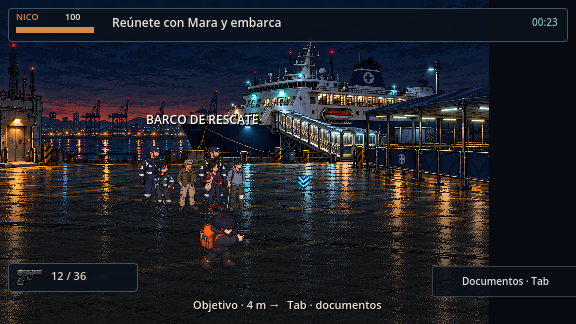 NICO 100
Reúnete con Mara y embarca
00:23
BARCO DE RESCATE
12 / 36
Documentos · Tab
Objetivo · 4 m → Tab · documentos